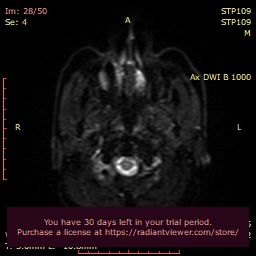 Im: 28/50
Se: 4
A
STP109
STP109
M
Ax DWI B 1000
R
L
You have 30 days left in your trial period.
Purchase a license at https://radiantviewer.com/store/